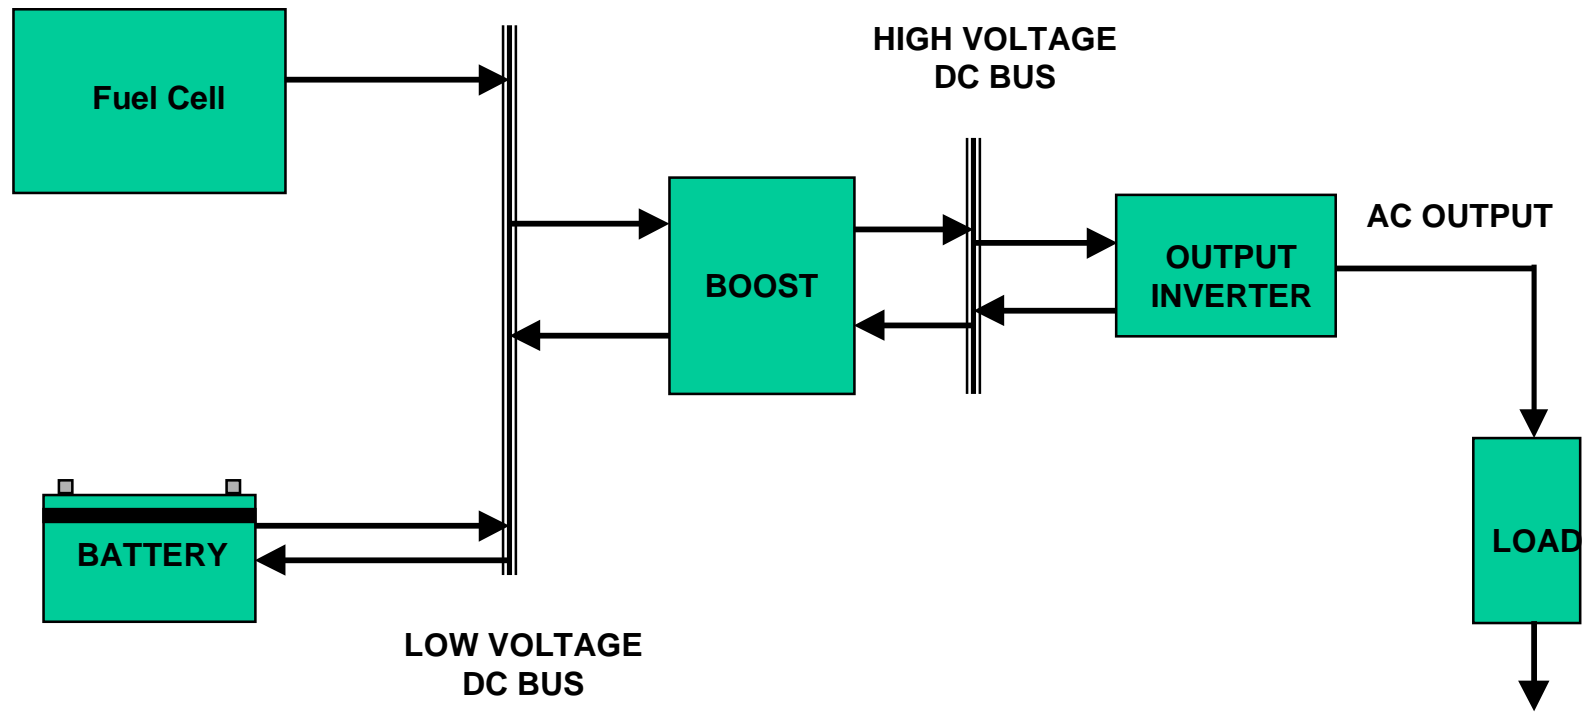 HIGH VOLTAGE
DC BUS
Fuel Cell
AC OUTPUT
BOOST
OUTPUT
INVERTER
BATTERY
LOAD
LOW VOLTAGE
DC BUS